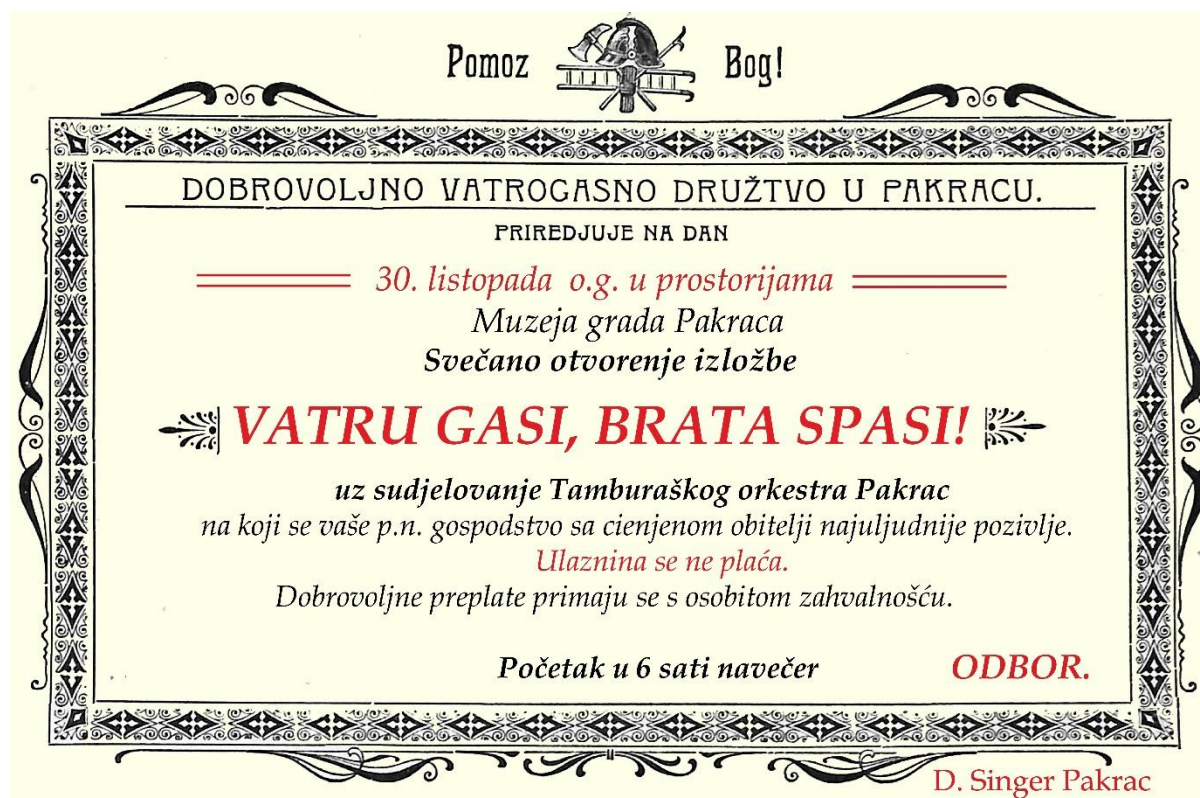 Pomoz Bog!
DOBROVOLJNO VATROGASNO DRUŽTVO U PAKRACU.
PRIREDJUJE NA DAN
30. listopada o.g. u prostorijama
Muzeja grada Pakraca
Svečano otvorenje izložbe
VATRU GASI, BRATA SPASI!
uz sudjelovanje Tamburaškog orkestra Pakrac
na koji se vaše p.n. gospodstvo sa cienjenom obitelji najuljudnije pozivlje.
Ulaznina se ne plaća.
Dobrovoljne preplate primaju se s osobitom zahvalnošću.
Početak u 6 sati navečer
ODBOR.
D. Singer Pakrac